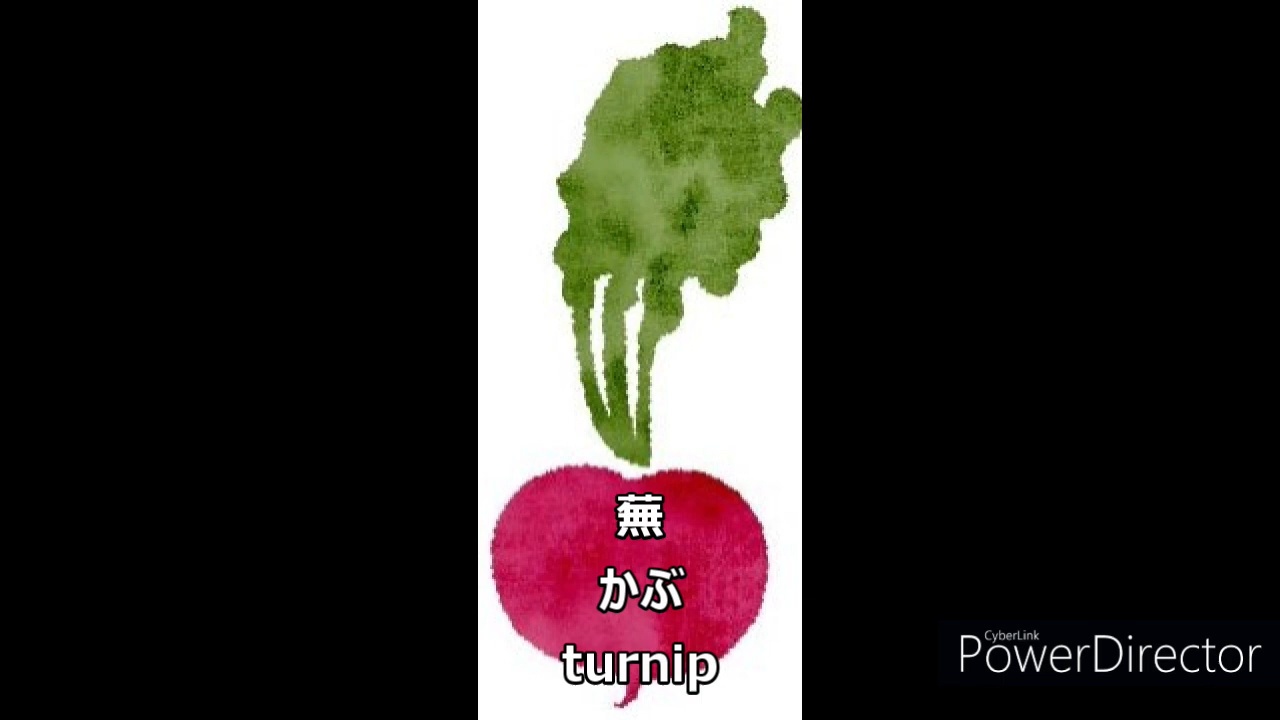 蕪
かぶ
turnip
CyberLink
PowerDirector